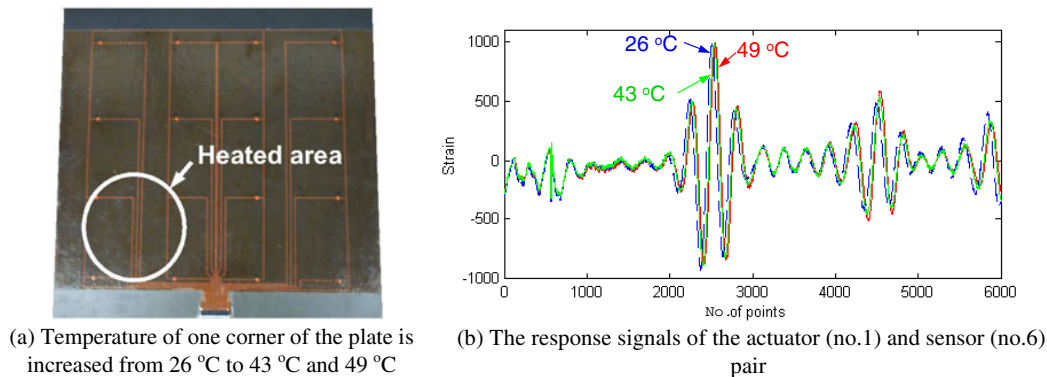 Heated area
(a) Temperature of one corner of the plate is
increased from 26 °C to 43 °C and 49 °C
1000
500
0
-500
-1000
Strain
26 °C
49 °C
43 °C
0 1000 2000 3000 4000 5000 6000
No.of points
(b) The response signals of the actuator (no.1) and sensor (no.6)
pair